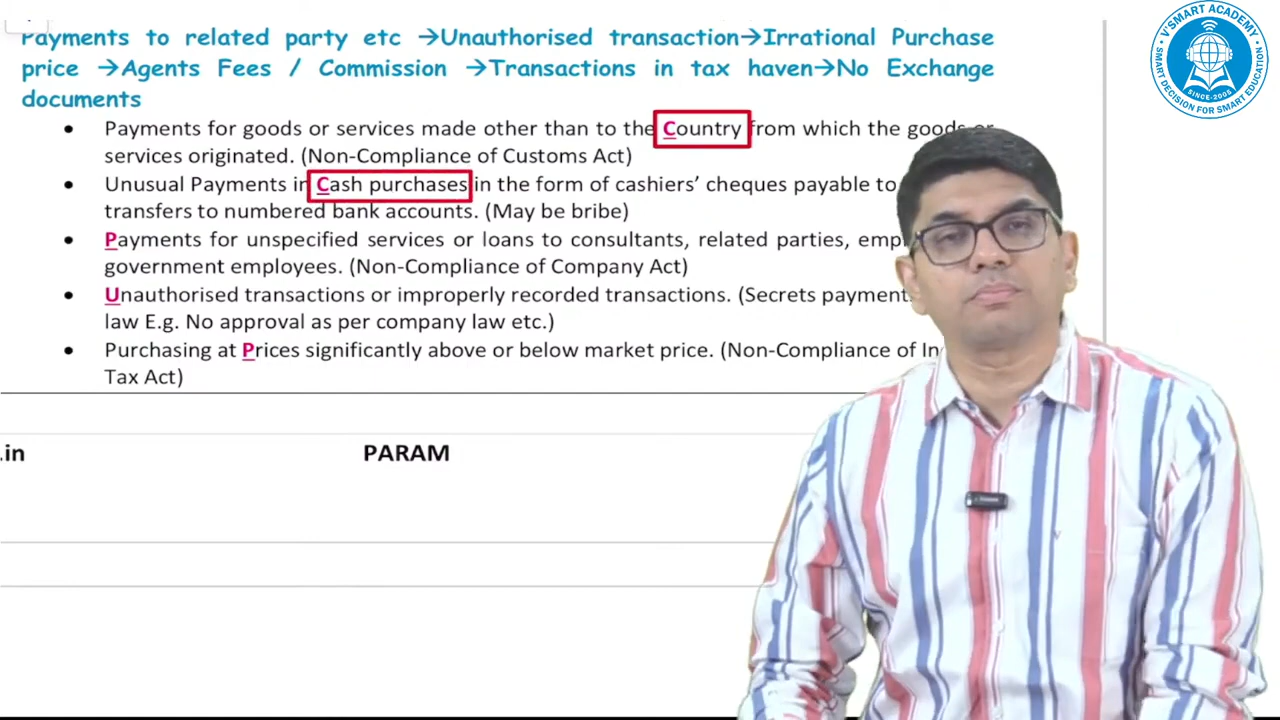 Payments to related party etc →Unauthorised transaction→Irrational Purchase
price →Agents Fees / Commission →Transactions in tax haven→No Exchange
documents
• Payments for goods or services made other than to the Country from which the goods or
services originated. (Non-Compliance of Customs Act)
• Unusual Payments in Cash purchases in the form of cashiers’ cheques payable to
transfers to numbered bank accounts. (May be bribe)
• Payments for unspecified services or loans to consultants, related parties,
government employees. (Non-Compliance of Company Act)
• Unauthorised transactions or improperly recorded transactions. (Secrets
law E.g. No approval as per company law etc.)
• Purchasing at Prices significantly above or below market price. (Non-Compliance of
Tax Act)
.in
PARAM
VSMART ACADEMY
SINCE-2005
SMART DECISION FOR SMART EDUCATION